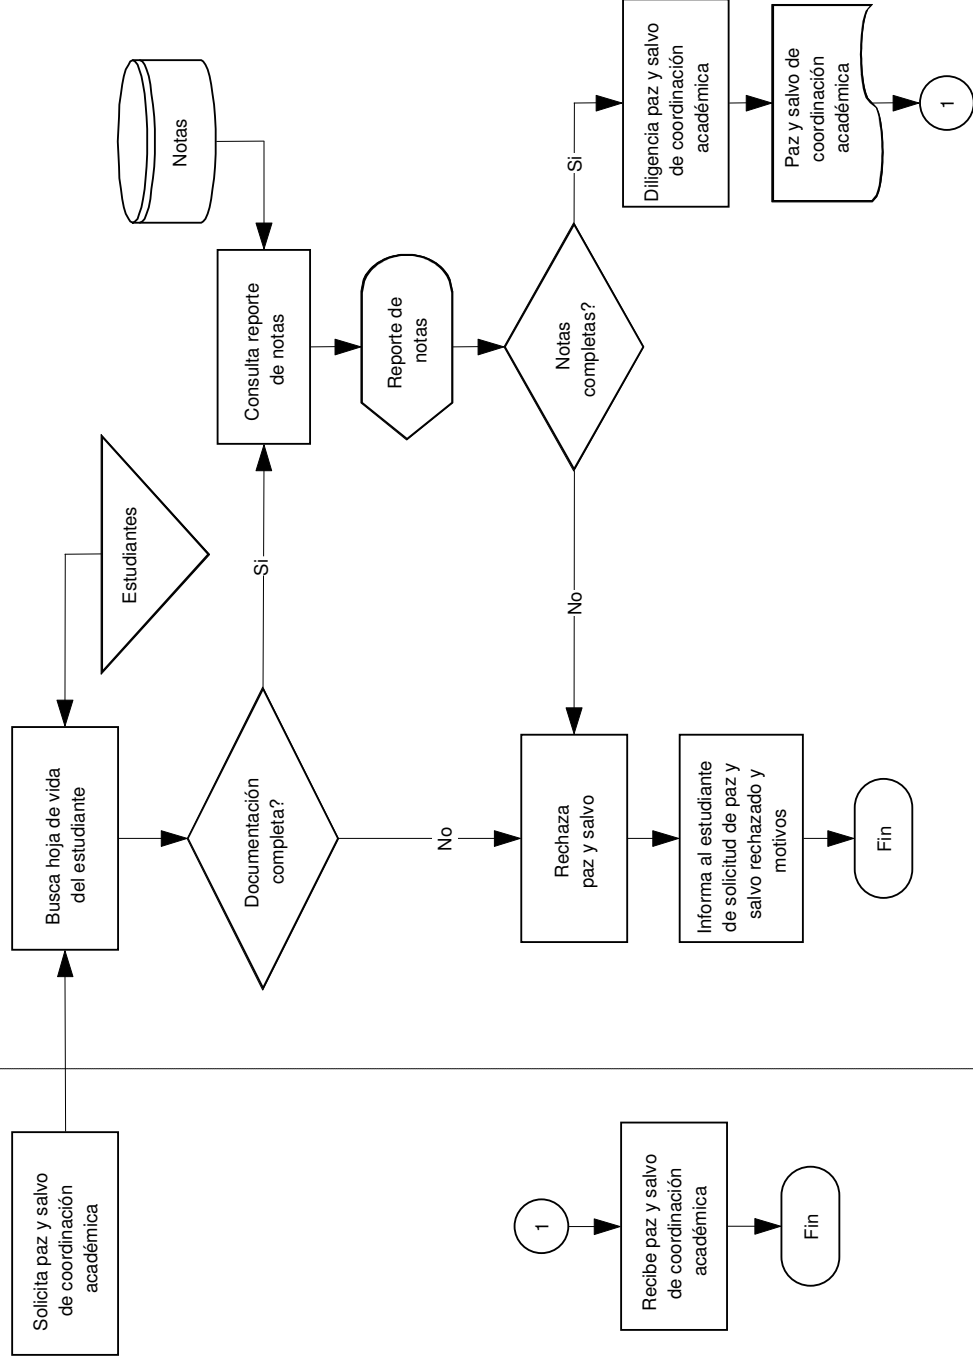 Solicita paz y salvo
de coordinación
académica
Busca hoja de vida
del estudiante
Estudiantes
Notas
Documentación
completa?
Si
No
Consulta reporte
de notas
Reporte de
notas
Notas
completas?
Si
No
Diligencia paz y salvo
de coordinación
académica
Paz y salvo de
coordinación
académica
1
Rechaza
paz y salvo
Informa al estudiante
de solicitud de paz y
salvo rechazado y
motivos
Fin
1
Recibe paz y salvo
de coordinación
académica
Fin